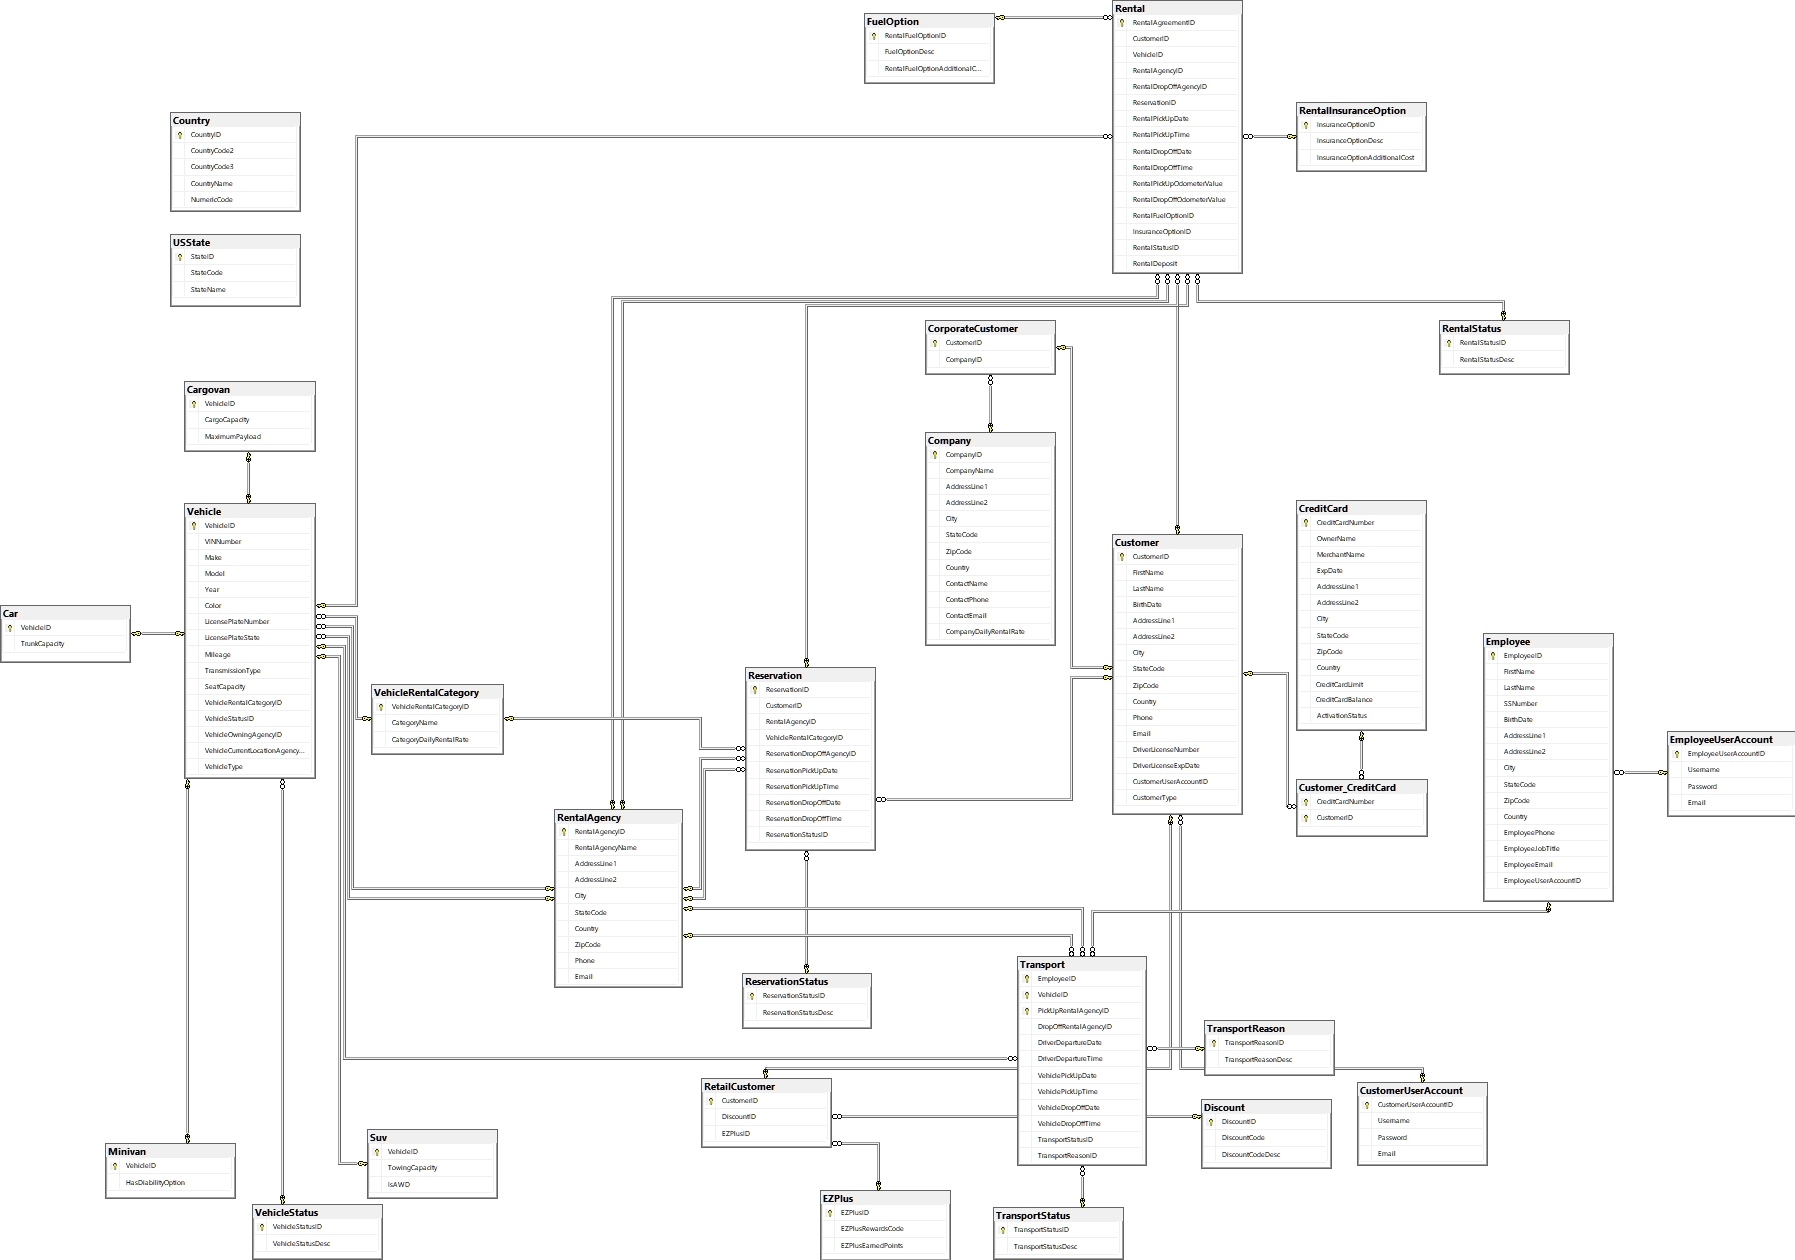 FuelOption
RentalFuelOptionID
FuelOptionDesc
RentalFuelOptionAdditionalC...
Rental
RentalAgreementID
CustomerID
VehicleID
RentalAgencyID
RentalDropOffAgencyID
ReservationID
RentalPickUpDate
RentalPickUpTime
RentalDropOffDate
RentalDropOffTime
RentalPickUpOdometerValue
RentalDropOffOdometerValue
RentalFuelOptionID
InsuranceOptionID
RentalStatusID
RentalDeposit
RentalInsuranceOption
InsuranceOptionID
InsuranceOptionDesc
InsuranceOptionAdditionalCost
Country
CountryID
CountryCode2
CountryCode3
CountryName
NumericCode
USState
StateID
StateCode
StateName
CorporateCustomer
CustomerID
CompanyID
RentalStatus
RentalStatusID
RentalStatusDesc
Cargovan
VehicleID
CargoCapacity
MaximumPayload
Company
CompanyID
CompanyName
AddressLine1
AddressLine2
City
StateCode
ZipCode
Country
ContactName
ContactPhone
ContactEmail
CompanyDailyRentalRate
Vehicle
VehicleID
VINNumber
Make
Model
Year
Color
LicensePlateNumber
LicensePlateState
Mileage
TransmissionType
SeatCapacity
VehicleRentalCategoryID
VehicleStatusID
VehicleOwningAgencyID
VehicleCurrentLocationAgency...
VehicleType
Customer
CustomerID
FirstName
LastName
BirthDate
AddressLine1
AddressLine2
City
StateCode
ZipCode
Country
Phone
Email
DriverLicenseNumber
DriverLicenseExpDate
CustomerUserAccountID
CustomerType
CreditCard
CreditCardNumber
OwnerName
MerchantName
ExpDate
AddressLine1
AddressLine2
City
StateCode
ZipCode
Country
CreditCardLimit
CreditCardBalance
ActivationStatus
Car
VehicleID
TrunkCapacity
Employee
EmployeeID
FirstName
LastName
SSNumber
BirthDate
AddressLine1
AddressLine2
City
StateCode
ZipCode
Country
EmployeePhone
EmployeeJobTitle
EmployeeEmail
EmployeeUserAccountID
VehicleRentalCategory
VehicleRentalCategoryID
CategoryName
CategoryDailyRentalRate
Reservation
ReservationID
CustomerID
RentalAgencyID
VehicleRentalCategoryID
ReservationDropOffAgencyID
ReservationPickUpDate
ReservationPickUpTime
ReservationDropOffDate
ReservationDropOffTime
ReservationStatusID
EmployeeUserAccount
EmployeeUserAccountID
Username
Password
Email
Customer_CreditCard
CreditCardNumber
CustomerID
RentalAgency
RentalAgencyID
RentalAgencyName
AddressLine1
AddressLine2
City
StateCode
Country
ZipCode
Phone
Email
ReservationStatus
ReservationStatusID
ReservationStatusDesc
Transport
EmployeeID
VehicleID
PickUpRentalAgencyID
DropOffRentalAgencyID
DriverDepartureDate
DriverDepartureTime
VehiclePickUpDate
VehiclePickUpTime
VehicleDropOffDate
VehicleDropOffTime
TransportStatusID
TransportReasonID
TransportReason
TransportReasonID
TransportReasonDesc
RetailCustomer
CustomerID
DiscountID
EZPlusID
Discount
DiscountID
DiscountCode
DiscountCodeDesc
CustomerUserAccount
CustomerUserAccountID
Username
Password
Email
Minivan
VehicleID
HasDiabilityOption
Suv
VehicleID
TowingCapacity
IsAWD
VehicleStatus
VehicleStatusID
VehicleStatusDesc
EZPlus
EZPlusID
EZPlusRewardsCode
EZPlusEarnedPoints
TransportStatus
TransportStatusID
TransportStatusDesc